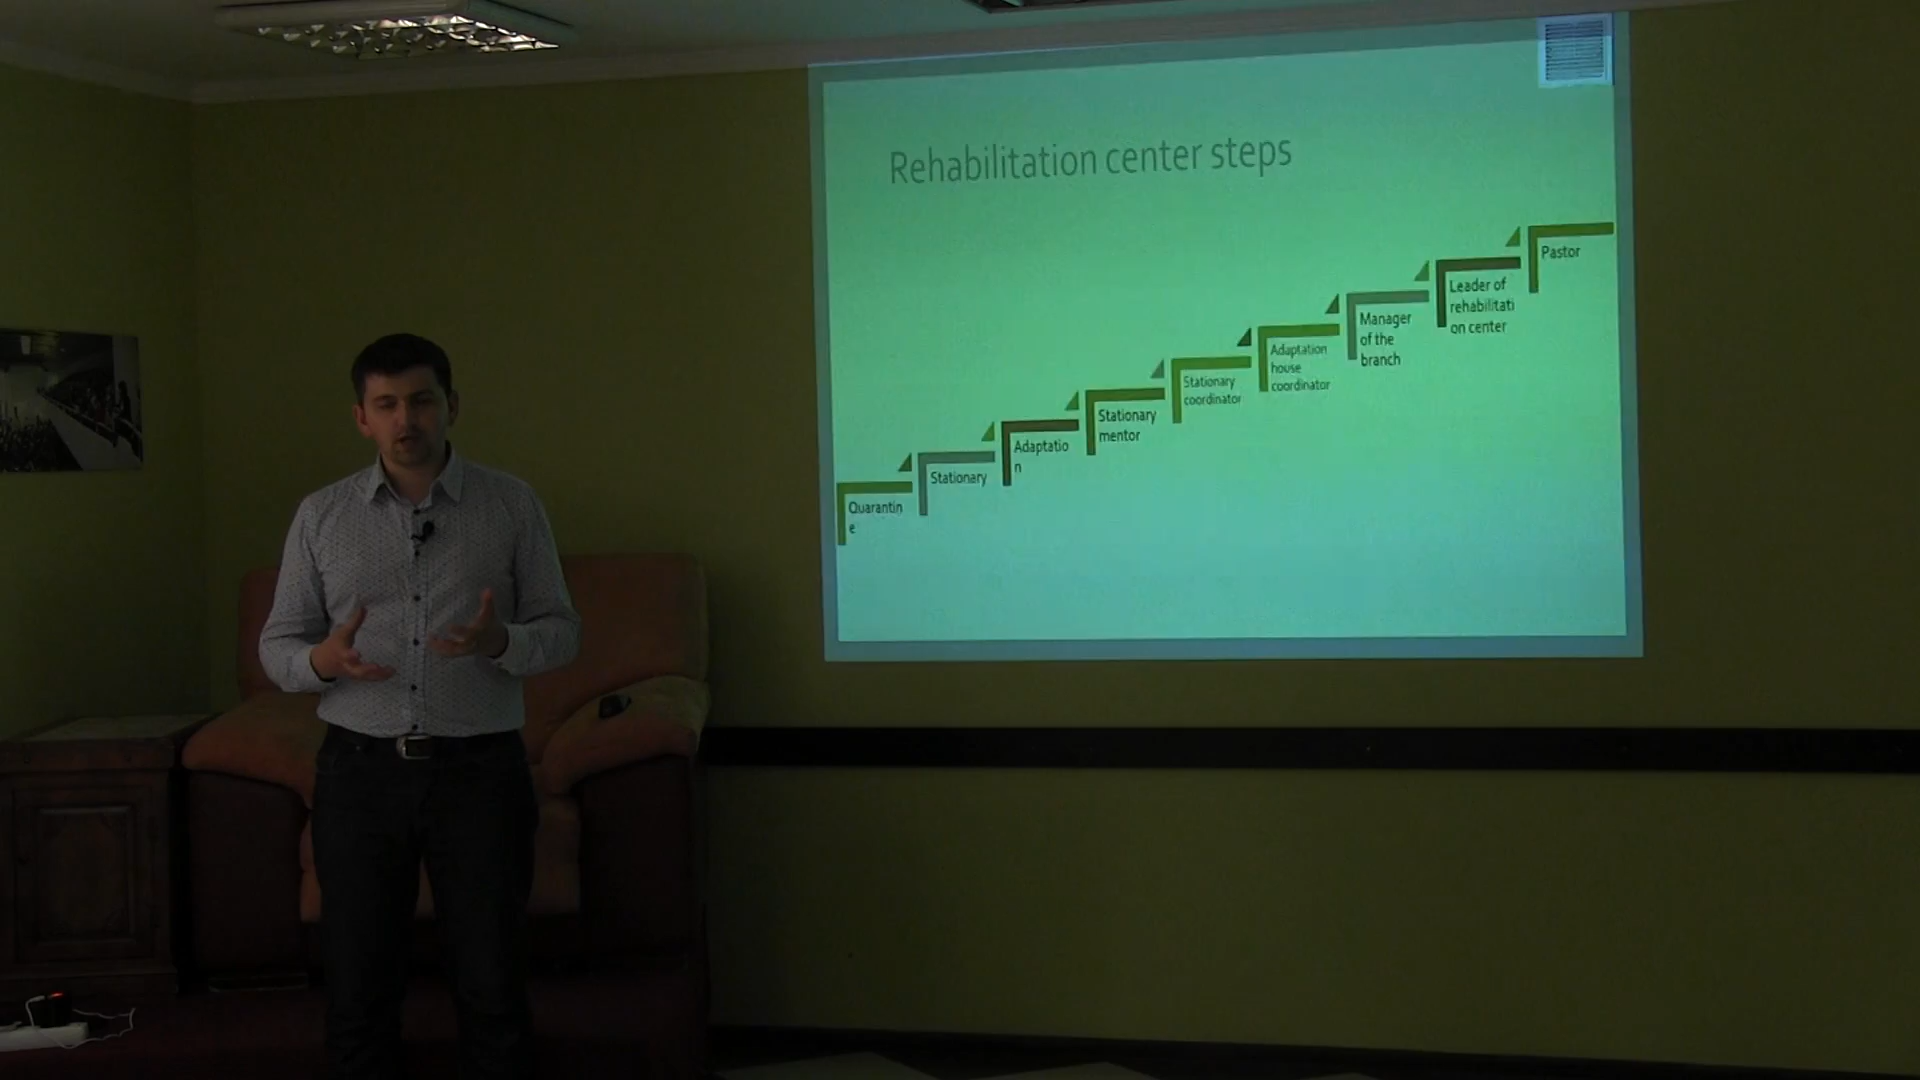 Rehabilitation center steps
Pastor
Leader of
rehabilitati
on center
Manager
of the
branch
Adaptation
house
coordinator
Stationary
coordinator
Stationary
mentor
Adaptatio
n
Stationary
Quarantin
e